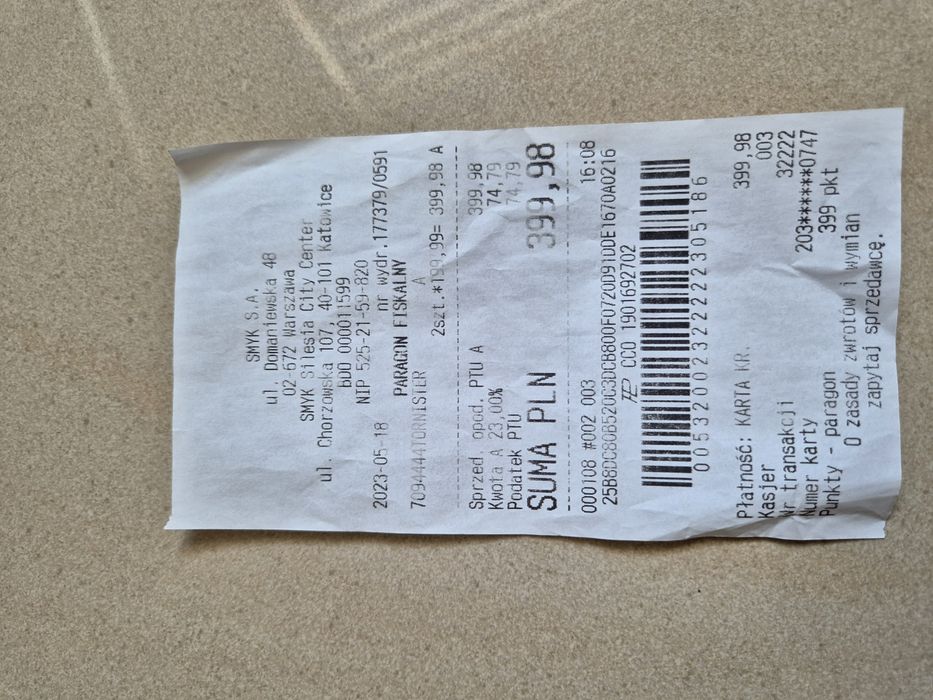 SMYK S.A.
ul. Domaniewska 48
02-672 Warszawa
SMYK Silesia City Center
ul. Chorzowska 107, 40-101 Katowice
BDO 000011599
NIP 525-21-59-820
2023-05-18 nr wydr.177379/0591
PARAGON FISKALNY
7094444TORNISTER A
2szt.*199,99= 399,98 A
Sprzed. opod. PTU A 399,98
Kwota A 23,00% 74,79
Podatek PTU 74,79
SUMA PLN 399,98
000108 #002 003 16:08
25B8DC80B520C3DCB800F0720D91DDE1670A0216
CCO 1901692702
00532002322222305186
Płatność: KARTA KR. 399,98
Kasjer 003
Nr transakcji 32222
Numer karty 203*******0747
Punkty - paragon 399 pkt
O zasady zwrotów i wymian
zapytaj sprzedawcę.